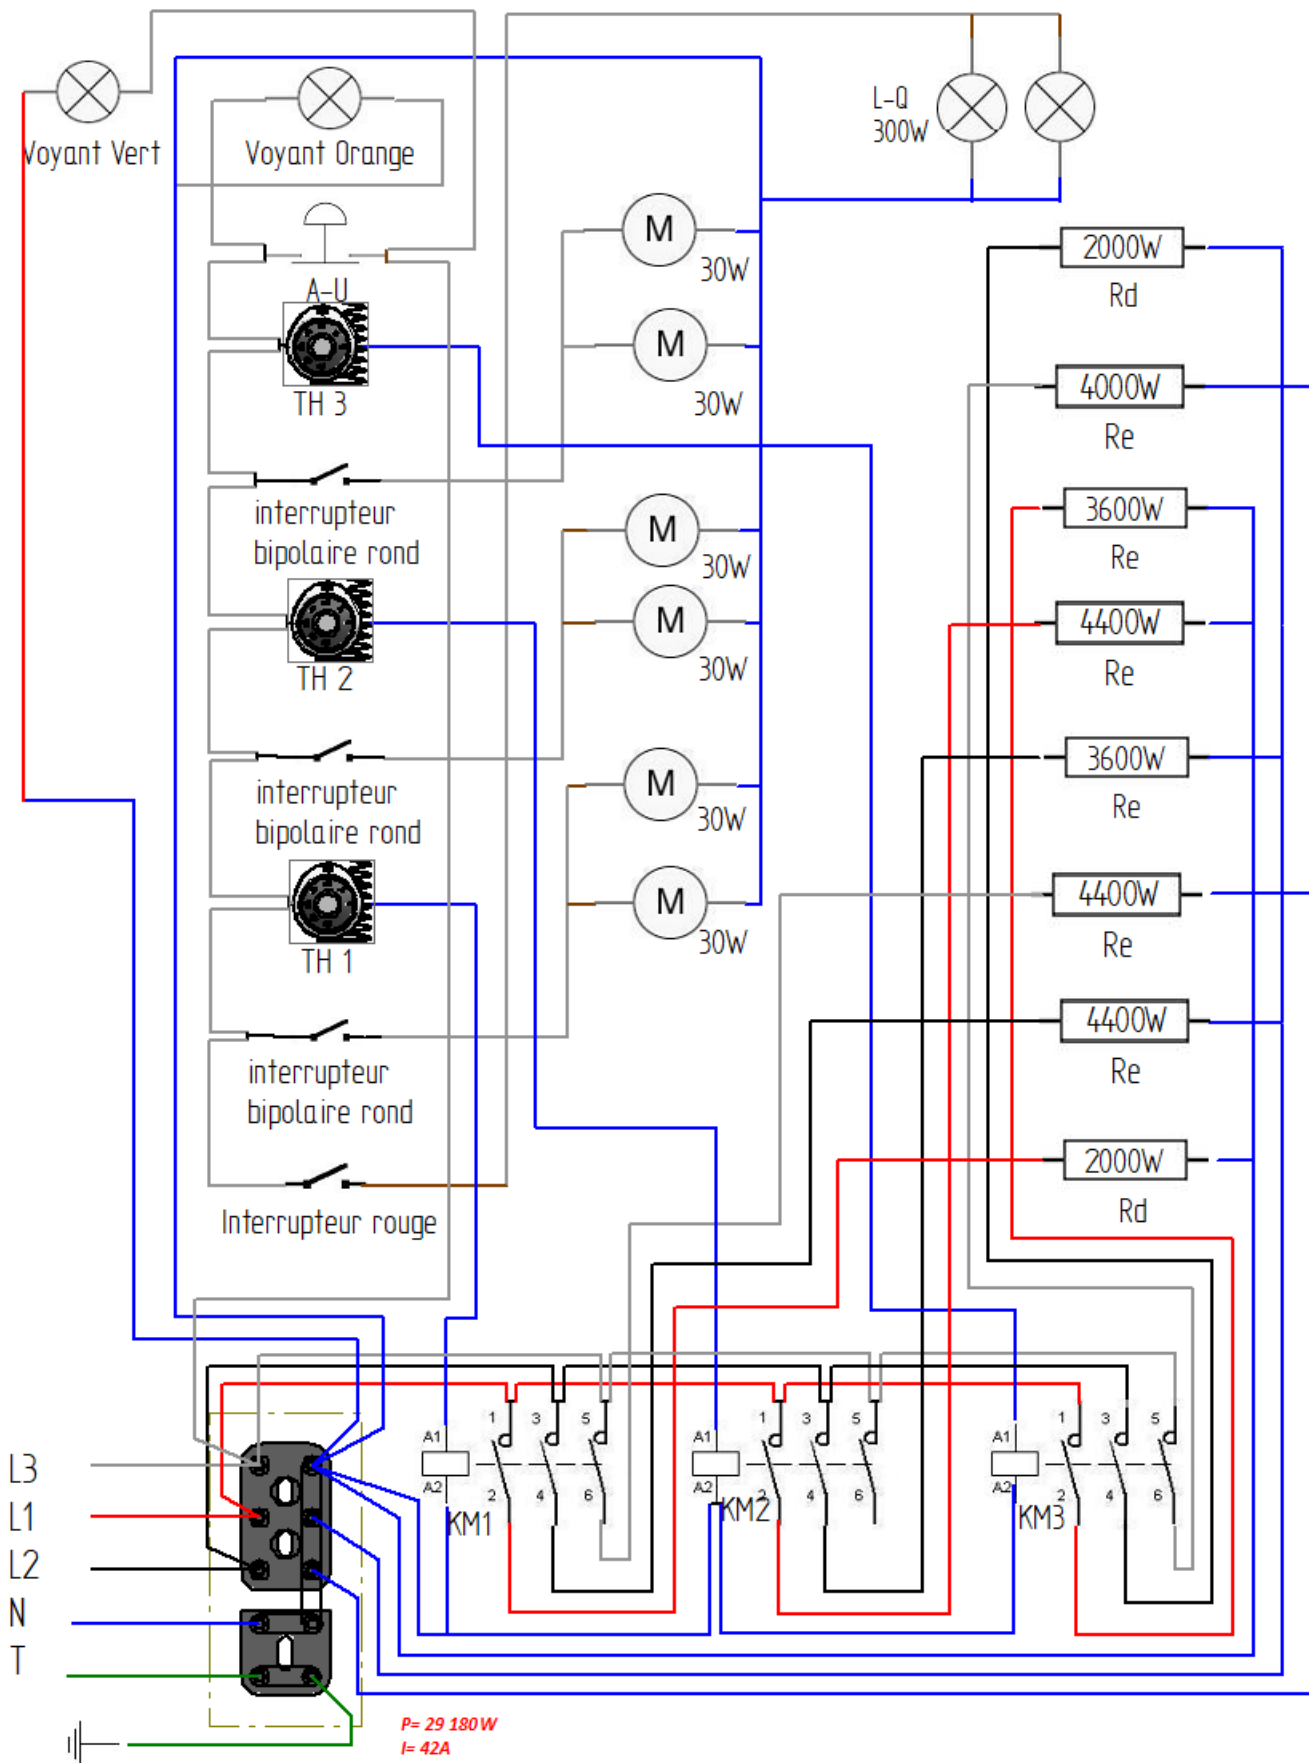 Voyant Vert
Voyant Orange
L-Q
300W
A-U
TH 3
interrupteur
bipolaire rond
TH 2
interrupteur
bipolaire rond
TH 1
interrupteur
bipolaire rond
Interrupteur rouge
M
30W
M
30W
M
30W
M
30W
M
30W
M
30W
2000W
Rd
4000W
Re
3600W
Re
4400W
Re
3600W
Re
4400W
Re
4400W
Re
2000W
Rd
A1
A2
KM1
1
3
5
2
4
6
A1
A2
KM2
1
3
5
2
4
6
A1
A2
KM3
1
3
5
2
4
6
L3
L1
L2
N
T
P= 29 180W
I= 42A